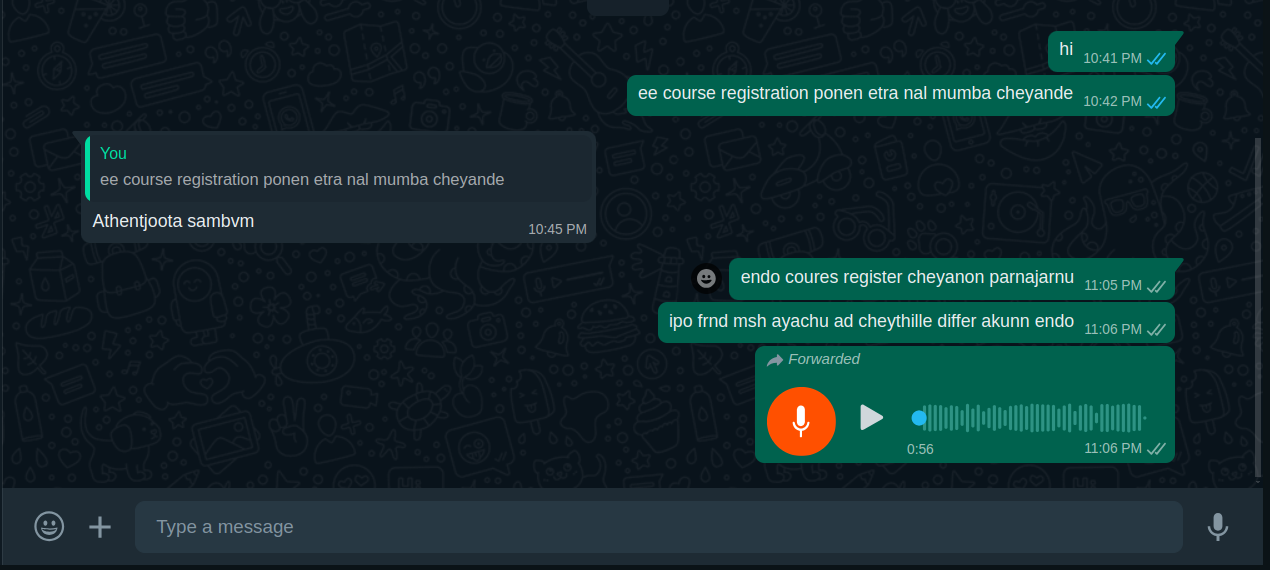 hi
10:41 PM
ee course registration ponen etra nal mumba cheyande
10:42 PM
You
ee course registration ponen etra nal mumba cheyande
Athentjoota sambvm
10:45 PM
endo coures register cheyanon parnajarnu
11:05 PM
ipo frnd msh ayachu ad cheythille differ akunn endo
11:06 PM
Forwarded
0:56
11:06 PM
Type a message